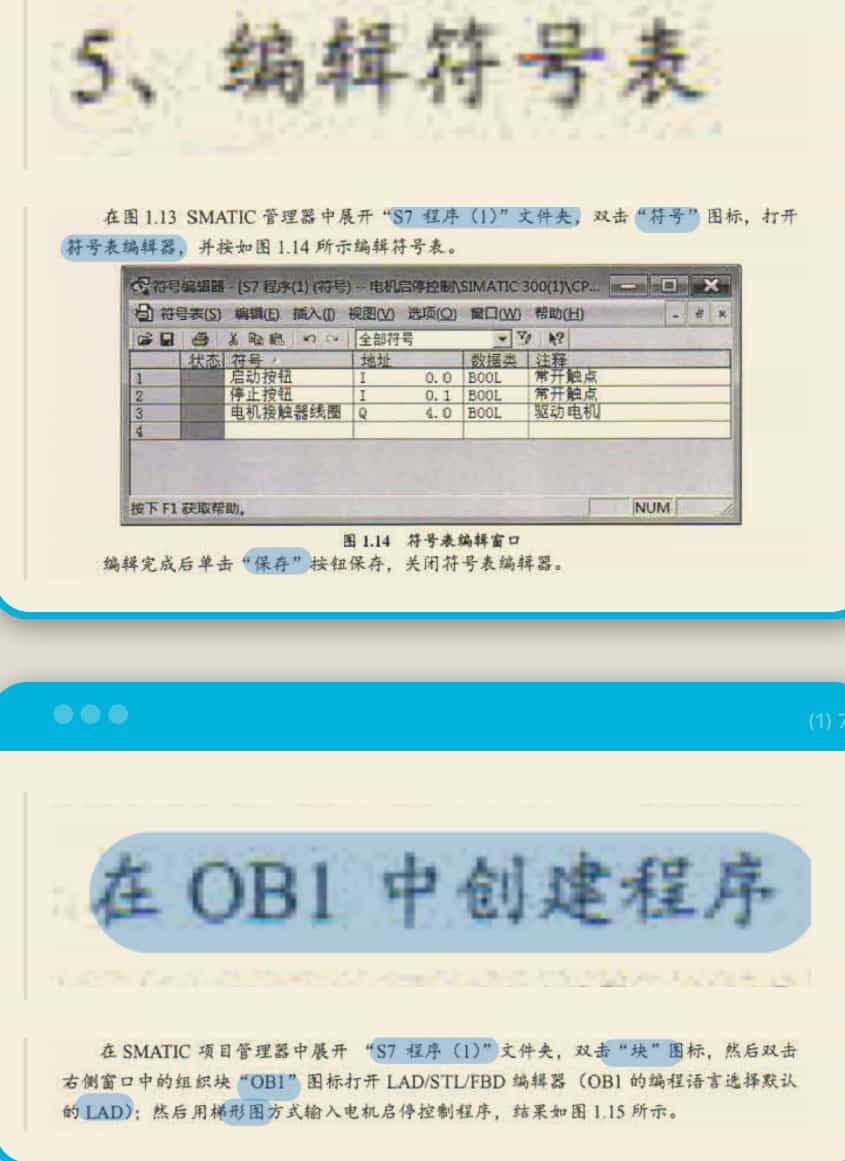 5、编辑符号表
在图 1.13 SMATIC 管理器中展开“S7 程序（1）”文件夹，双击“符号”图标，打开
符号表编辑器，并按如图 1.14 所示编辑符号表。
符号编辑器 - [S7 程序(1) (符号) -- 电机启停控制\SIMATIC 300(1)\CP...
符号表(S) 编辑(E) 插入(I) 视图(V) 选项(O) 窗口(W) 帮助(H)
全部符号
状态 符号 地址 数据类 注释
1 启动按钮 I 0.0 BOOL 常开触点
2 停止按钮 I 0.1 BOOL 常开触点
3 电机接触器线圈 Q 4.0 BOOL 驱动电机
4
按下 F1 获取帮助。 NUM
图 1.14 符号表编辑窗口
编辑完成后单击“保存”按钮保存，关闭符号表编辑器。
(1) 7
在 OB1 中创建程序
在 SMATIC 项目管理器中展开 “S7 程序（1）”文件夹，双击“块”图标，然后双击
右侧窗口中的组织块“OB1”图标打开 LAD/STL/FBD 编辑器（OB1 的编程语言选择默认
的 LAD）；然后用梯形图方式输入电机启停控制程序，结果如图 1.15 所示。